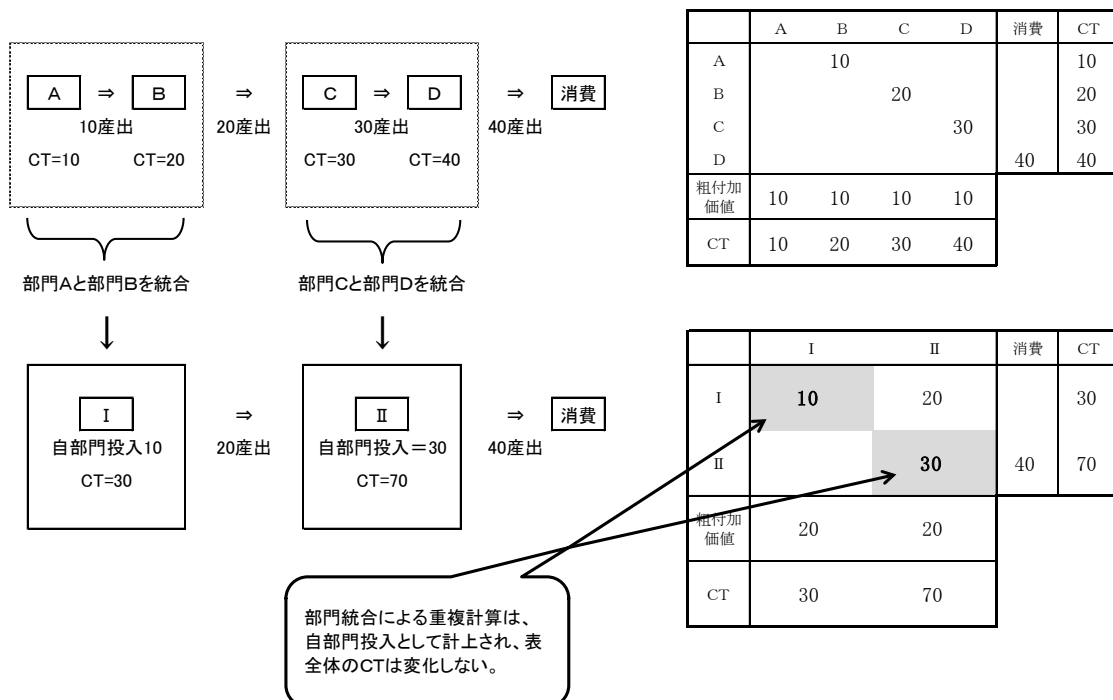 A ⇒ B ⇒ C ⇒ D ⇒ 消費
10産出 20産出 30産出 40産出
CT=10 CT=20 CT=30 CT=40
部門Aと部門Bを統合 部門Cと部門Dを統合
↓ ↓
Ⅰ ⇒ Ⅱ ⇒ 消費
自部門投入10 20産出 自部門投入=30 40産出
CT=30 CT=70
A B C D 消費 CT
A 10 10
B 20 20
C 30 30
D 40 40
粗付加
価値 10 10 10 10
CT 10 20 30 40
Ⅰ Ⅱ 消費 CT
Ⅰ 10 20 30
Ⅱ 30 40 70
粗付加
価値 20 20
CT 30 70
部門統合による重複計算は、
自部門投入として計上され、表
全体のCTは変化しない。